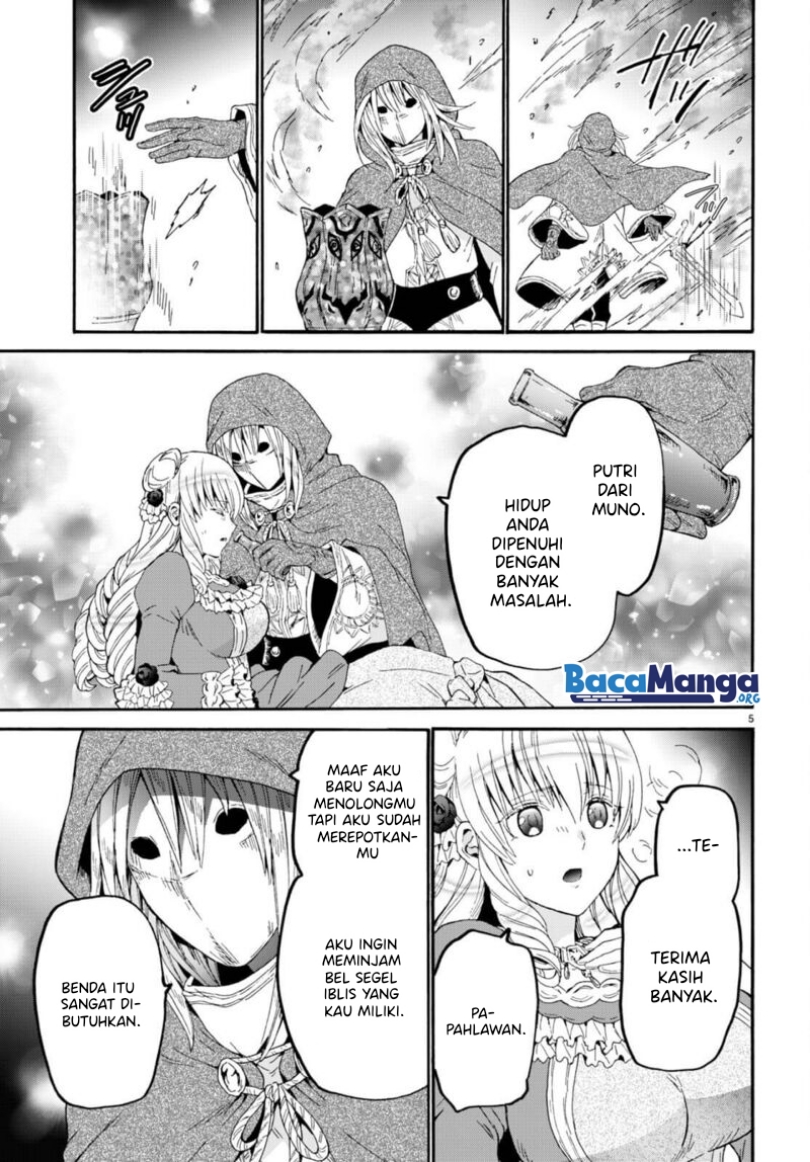 PUTRI
DARI
MUNO.
HIDUP
ANDA
DIPENUHI
DENGAN
BANYAK
MASALAH.
BacaManga
.ORG
5
...TE-
TERIMA
KASIH
BANYAK.
PA-
PAHLAWAN.
MAAF AKU
BARU SAJA
MENOLONGMU
TAPI AKU SUDAH
MEREPOTKAN-
MU
AKU INGIN
MEMINJAM
BEL SEGEL
IBLIS YANG
KAU MILIKI.
BENDA ITU
SANGAT DI-
BUTUHKAN.